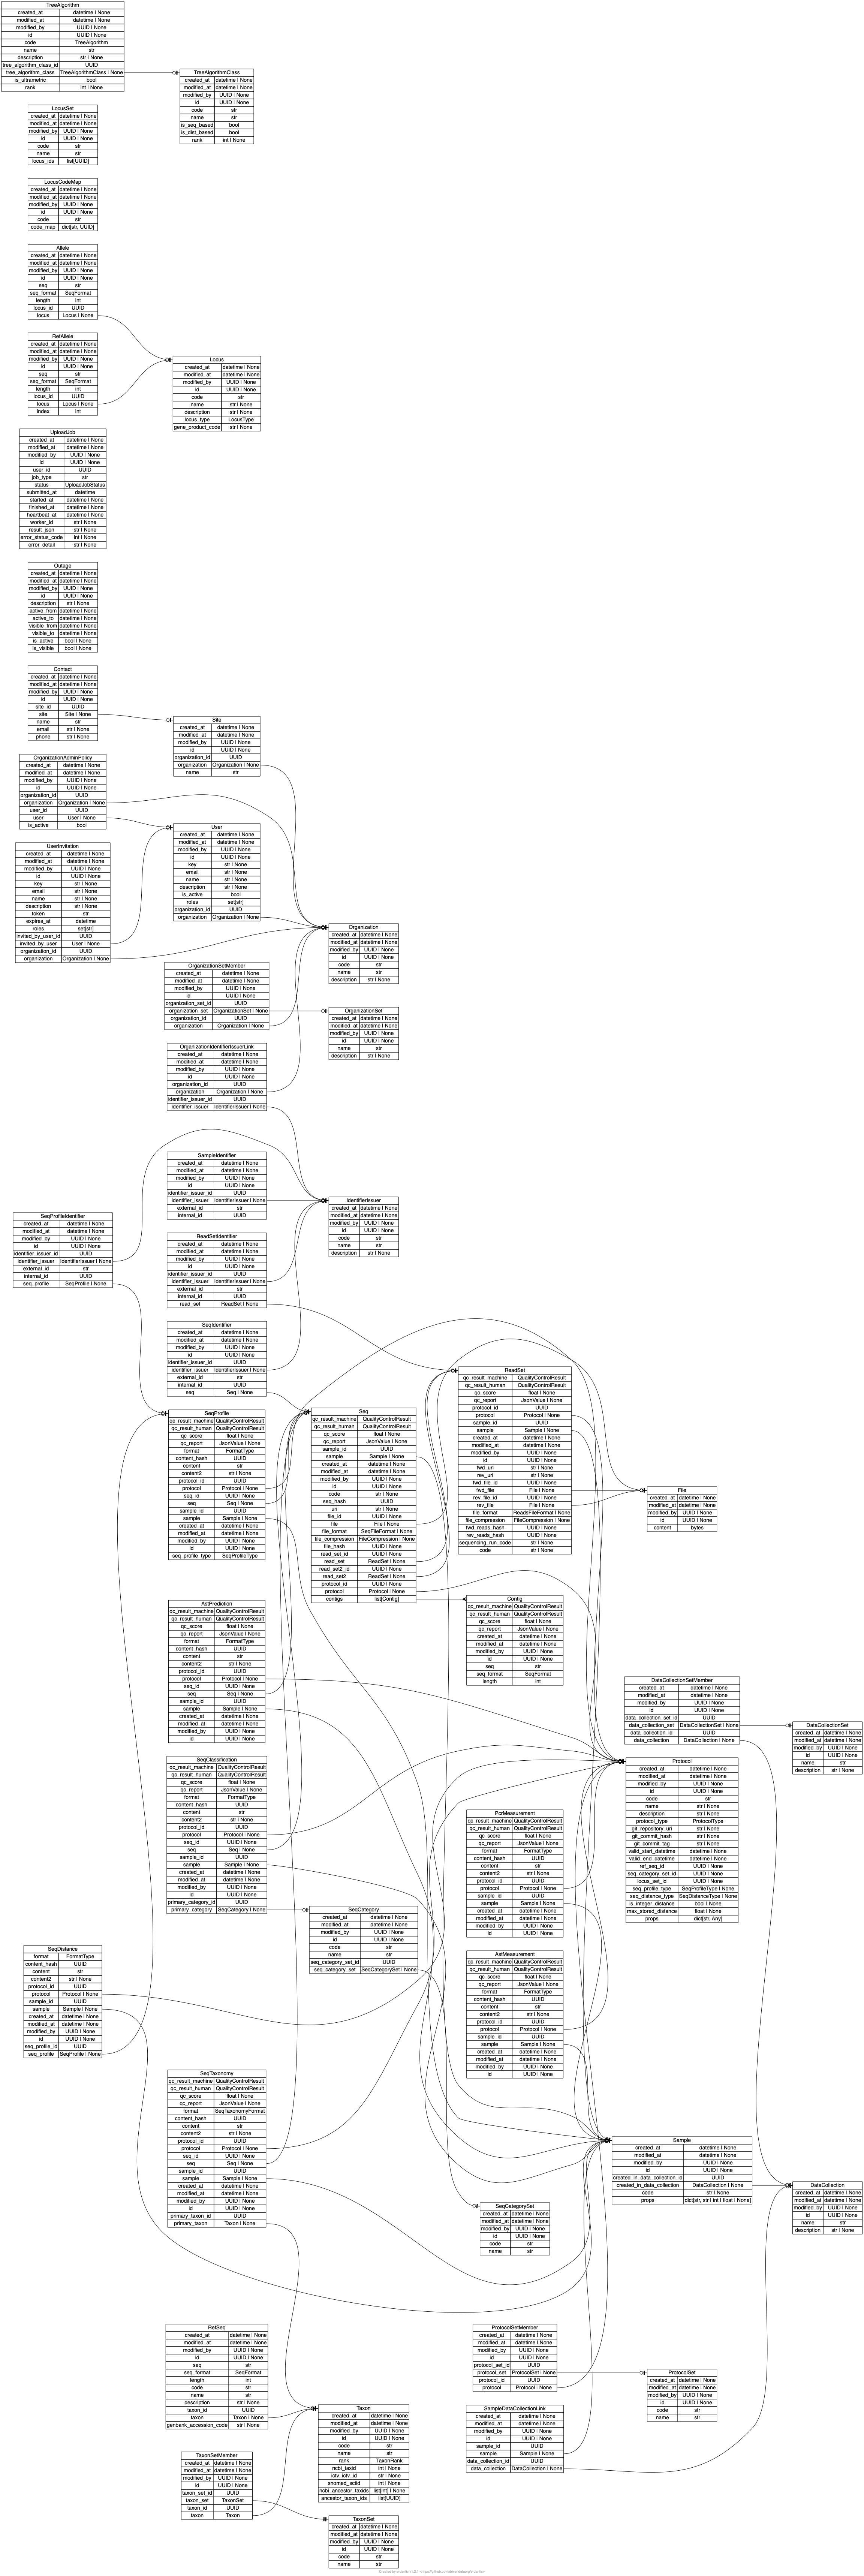 TreeAlgorithm
created_at datetime | None
modified_at datetime | None
modified_by UUID | None
id UUID | None
code TreeAlgorithm
name str
description str | None
tree_algorithm_class_id UUID
tree_algorithm_class TreeAlgorithmClass | None
is_ultrametric bool
rank int | None
TreeAlgorithmClass
created_at datetime | None
modified_at datetime | None
modified_by UUID | None
id UUID | None
code str
name str
is_seq_based bool
is_dist_based bool
rank int | None
LocusSet
created_at datetime | None
modified_at datetime | None
modified_by UUID | None
id UUID | None
code str
name str
locus_ids list[UUID]
LocusCodeMap
created_at datetime | None
modified_at datetime | None
modified_by UUID | None
id UUID | None
code str
code_map dict[str, UUID]
Allele
created_at datetime | None
modified_at datetime | None
modified_by UUID | None
id UUID | None
seq str
seq_format SeqFormat
length int
locus_id UUID
locus Locus | None
RefAllele
created_at datetime | None
modified_at datetime | None
modified_by UUID | None
id UUID | None
seq str
seq_format SeqFormat
length int
locus_id UUID
locus Locus | None
index int
Locus
created_at datetime | None
modified_at datetime | None
modified_by UUID | None
id UUID | None
code str
name str | None
description str | None
locus_type LocusType
gene_product_code str | None
UploadJob
created_at datetime | None
modified_at datetime | None
modified_by UUID | None
id UUID | None
user_id UUID
job_type str
status UploadJobStatus
submitted_at datetime
started_at datetime | None
finished_at datetime | None
heartbeat_at datetime | None
worker_id str | None
result_json str | None
error_status_code int | None
error_detail str | None
Outage
created_at datetime | None
modified_at datetime | None
modified_by UUID | None
id UUID | None
description str | None
active_from datetime | None
active_to datetime | None
visible_from datetime | None
visible_to datetime | None
is_active bool | None
is_visible bool | None
Contact
created_at datetime | None
modified_at datetime | None
modified_by UUID | None
id UUID | None
site_id UUID
site Site | None
name str
email str | None
phone str | None
Site
created_at datetime | None
modified_at datetime | None
modified_by UUID | None
id UUID | None
organization_id UUID
organization Organization | None
name str
OrganizationAdminPolicy
created_at datetime | None
modified_at datetime | None
modified_by UUID | None
id UUID | None
organization_id UUID
organization Organization | None
user_id UUID
user User | None
is_active bool
User
created_at datetime | None
modified_at datetime | None
modified_by UUID | None
id UUID | None
key str | None
email str | None
name str | None
description str | None
is_active bool
roles set[str]
organization_id UUID
organization Organization | None
UserInvitation
created_at datetime | None
modified_at datetime | None
modified_by UUID | None
id UUID | None
key str | None
email str | None
name str | None
description str | None
token str
expires_at datetime
roles set[str]
invited_by_user_id UUID
invited_by_user User | None
organization_id UUID
organization Organization | None
Organization
created_at datetime | None
modified_at datetime | None
modified_by UUID | None
id UUID | None
code str
name str
description str | None
OrganizationSetMember
created_at datetime | None
modified_at datetime | None
modified_by UUID | None
id UUID | None
organization_set_id UUID
organization_set OrganizationSet | None
organization_id UUID
organization Organization | None
OrganizationSet
created_at datetime | None
modified_at datetime | None
modified_by UUID | None
id UUID | None
name str
description str | None
OrganizationIdentifierIssuerLink
created_at datetime | None
modified_at datetime | None
modified_by UUID | None
id UUID | None
organization_id UUID
organization Organization | None
identifier_issuer_id UUID
identifier_issuer IdentifierIssuer | None
SampleIdentifier
created_at datetime | None
modified_at datetime | None
modified_by UUID | None
id UUID | None
identifier_issuer_id UUID
identifier_issuer IdentifierIssuer | None
external_id str
internal_id UUID
IdentifierIssuer
created_at datetime | None
modified_at datetime | None
modified_by UUID | None
id UUID | None
code str
name str
description str | None
SeqProfileIdentifier
created_at datetime | None
modified_at datetime | None
modified_by UUID | None
id UUID | None
identifier_issuer_id UUID
identifier_issuer IdentifierIssuer | None
external_id str
internal_id UUID
seq_profile SeqProfile | None
ReadSetIdentifier
created_at datetime | None
modified_at datetime | None
modified_by UUID | None
id UUID | None
identifier_issuer_id UUID
identifier_issuer IdentifierIssuer | None
external_id str
internal_id UUID
read_set ReadSet | None
SeqIdentifier
created_at datetime | None
modified_at datetime | None
modified_by UUID | None
id UUID | None
identifier_issuer_id UUID
identifier_issuer IdentifierIssuer | None
external_id str
internal_id UUID
seq Seq | None
ReadSet
qc_result_machine QualityControlResult
qc_result_human QualityControlResult
qc_score float | None
qc_report JsonValue | None
protocol_id UUID
protocol Protocol | None
sample_id UUID
sample Sample | None
created_at datetime | None
modified_at datetime | None
modified_by UUID | None
id UUID | None
fwd_uri str | None
rev_uri str | None
fwd_file_id UUID | None
fwd_file File | None
rev_file_id UUID | None
rev_file File | None
file_format ReadsFileFormat | None
file_compression FileCompression | None
fwd_reads_hash UUID | None
rev_reads_hash UUID | None
sequencing_run_code str | None
code str | None
SeqProfile
qc_result_machine QualityControlResult
qc_result_human QualityControlResult
qc_score float | None
qc_report JsonValue | None
format FormatType
content_hash UUID
content str
content2 str | None
protocol_id UUID
protocol Protocol | None
seq_id UUID | None
seq Seq | None
sample_id UUID
sample Sample | None
created_at datetime | None
modified_at datetime | None
modified_by UUID | None
id UUID | None
seq_profile_type SeqProfileType
Seq
qc_result_machine QualityControlResult
qc_result_human QualityControlResult
qc_score float | None
qc_report JsonValue | None
sample_id UUID
sample Sample | None
created_at datetime | None
modified_at datetime | None
modified_by UUID | None
id UUID | None
code str | None
seq_hash UUID
uri str | None
file_id UUID | None
file File | None
file_format SeqFileFormat | None
file_compression FileCompression | None
file_hash UUID | None
read_set_id UUID | None
read_set ReadSet | None
read_set2_id UUID | None
read_set2 ReadSet | None
protocol_id UUID | None
protocol Protocol | None
contigs list[Contig]
File
created_at datetime | None
modified_at datetime | None
modified_by UUID | None
id UUID | None
content bytes
Contig
qc_result_machine QualityControlResult
qc_result_human QualityControlResult
qc_score float | None
qc_report JsonValue | None
created_at datetime | None
modified_at datetime | None
modified_by UUID | None
id UUID | None
seq str
seq_format SeqFormat
length int
AstPrediction
qc_result_machine QualityControlResult
qc_result_human QualityControlResult
qc_score float | None
qc_report JsonValue | None
format FormatType
content_hash UUID
content str
content2 str | None
protocol_id UUID
protocol Protocol | None
seq_id UUID | None
seq Seq | None
sample_id UUID
sample Sample | None
created_at datetime | None
modified_at datetime | None
modified_by UUID | None
id UUID | None
DataCollectionSetMember
created_at datetime | None
modified_at datetime | None
modified_by UUID | None
id UUID | None
data_collection_set_id UUID
data_collection_set DataCollectionSet | None
data_collection_id UUID
data_collection DataCollection | None
DataCollectionSet
created_at datetime | None
modified_at datetime | None
modified_by UUID | None
id UUID | None
name str
description str | None
SeqClassification
qc_result_machine QualityControlResult
qc_result_human QualityControlResult
qc_score float | None
qc_report JsonValue | None
format FormatType
content_hash UUID
content str
content2 str | None
protocol_id UUID
protocol Protocol | None
seq_id UUID | None
seq Seq | None
sample_id UUID
sample Sample | None
created_at datetime | None
modified_at datetime | None
modified_by UUID | None
id UUID | None
primary_category_id UUID
primary_category SeqCategory | None
Protocol
created_at datetime | None
modified_at datetime | None
modified_by UUID | None
id UUID | None
code str
name str | None
description str | None
protocol_type ProtocolType
git_repository_uri str | None
git_commit_hash str | None
git_commit_tag str | None
valid_start_datetime datetime | None
valid_end_datetime datetime | None
ref_seq_id UUID | None
seq_category_set_id UUID | None
locus_set_id UUID | None
seq_profile_type SeqProfileType | None
seq_distance_type SeqDistanceType | None
is_integer_distance bool | None
max_stored_distance float | None
props dict[str, Any]
PcrMeasurement
qc_result_machine QualityControlResult
qc_result_human QualityControlResult
qc_score float | None
qc_report JsonValue | None
format FormatType
content_hash UUID
content str
content2 str | None
protocol_id UUID
protocol Protocol | None
sample_id UUID
sample Sample | None
created_at datetime | None
modified_at datetime | None
modified_by UUID | None
id UUID | None
SeqCategory
created_at datetime | None
modified_at datetime | None
modified_by UUID | None
id UUID | None
code str
name str
seq_category_set_id UUID
seq_category_set SeqCategorySet | None
SeqDistance
format FormatType
content_hash UUID
content str
content2 str | None
protocol_id UUID
protocol Protocol | None
sample_id UUID
sample Sample | None
created_at datetime | None
modified_at datetime | None
modified_by UUID | None
id UUID | None
seq_profile_id UUID
seq_profile SeqProfile | None
AstMeasurement
qc_result_machine QualityControlResult
qc_result_human QualityControlResult
qc_score float | None
qc_report JsonValue | None
format FormatType
content_hash UUID
content str
content2 str | None
protocol_id UUID
protocol Protocol | None
sample_id UUID
sample Sample | None
created_at datetime | None
modified_at datetime | None
modified_by UUID | None
id UUID | None
SeqTaxonomy
qc_result_machine QualityControlResult
qc_result_human QualityControlResult
qc_score float | None
qc_report JsonValue | None
format SeqTaxonomyFormat
content_hash UUID
content str
content2 str | None
protocol_id UUID
protocol Protocol | None
seq_id UUID | None
seq Seq | None
sample_id UUID
sample Sample | None
created_at datetime | None
modified_at datetime | None
modified_by UUID | None
id UUID | None
primary_taxon_id UUID
primary_taxon Taxon | None
Sample
created_at datetime | None
modified_at datetime | None
modified_by UUID | None
id UUID | None
created_in_data_collection_id UUID
created_in_data_collection DataCollection | None
code str | None
props dict[str, str | int | float | None]
DataCollection
created_at datetime | None
modified_at datetime | None
modified_by UUID | None
id UUID | None
name str
description str | None
SeqCategorySet
created_at datetime | None
modified_at datetime | None
modified_by UUID | None
id UUID | None
code str
name str
RefSeq
created_at datetime | None
modified_at datetime | None
modified_by UUID | None
id UUID | None
seq str
seq_format SeqFormat
length int
code str
name str
description str | None
taxon_id UUID
taxon Taxon | None
genbank_accession_code str | None
ProtocolSetMember
created_at datetime | None
modified_at datetime | None
modified_by UUID | None
id UUID | None
protocol_set_id UUID
protocol_set ProtocolSet | None
protocol_id UUID
protocol Protocol | None
ProtocolSet
created_at datetime | None
modified_at datetime | None
modified_by UUID | None
id UUID | None
code str
name str
Taxon
created_at datetime | None
modified_at datetime | None
modified_by UUID | None
id UUID | None
code str
name str
rank TaxonRank
ncbi_taxid int | None
ictv_ictv_id str | None
snomed_sctid int | None
ncbi_ancestor_taxids list[int] | None
ancestor_taxon_ids list[UUID]
SampleDataCollectionLink
created_at datetime | None
modified_at datetime | None
modified_by UUID | None
id UUID | None
sample_id UUID
sample Sample | None
data_collection_id UUID
data_collection DataCollection | None
TaxonSetMember
created_at datetime | None
modified_at datetime | None
modified_by UUID | None
id UUID | None
taxon_set_id UUID
taxon_set TaxonSet
taxon_id UUID
taxon Taxon
TaxonSet
created_at datetime | None
modified_at datetime | None
modified_by UUID | None
id UUID | None
code str
name str